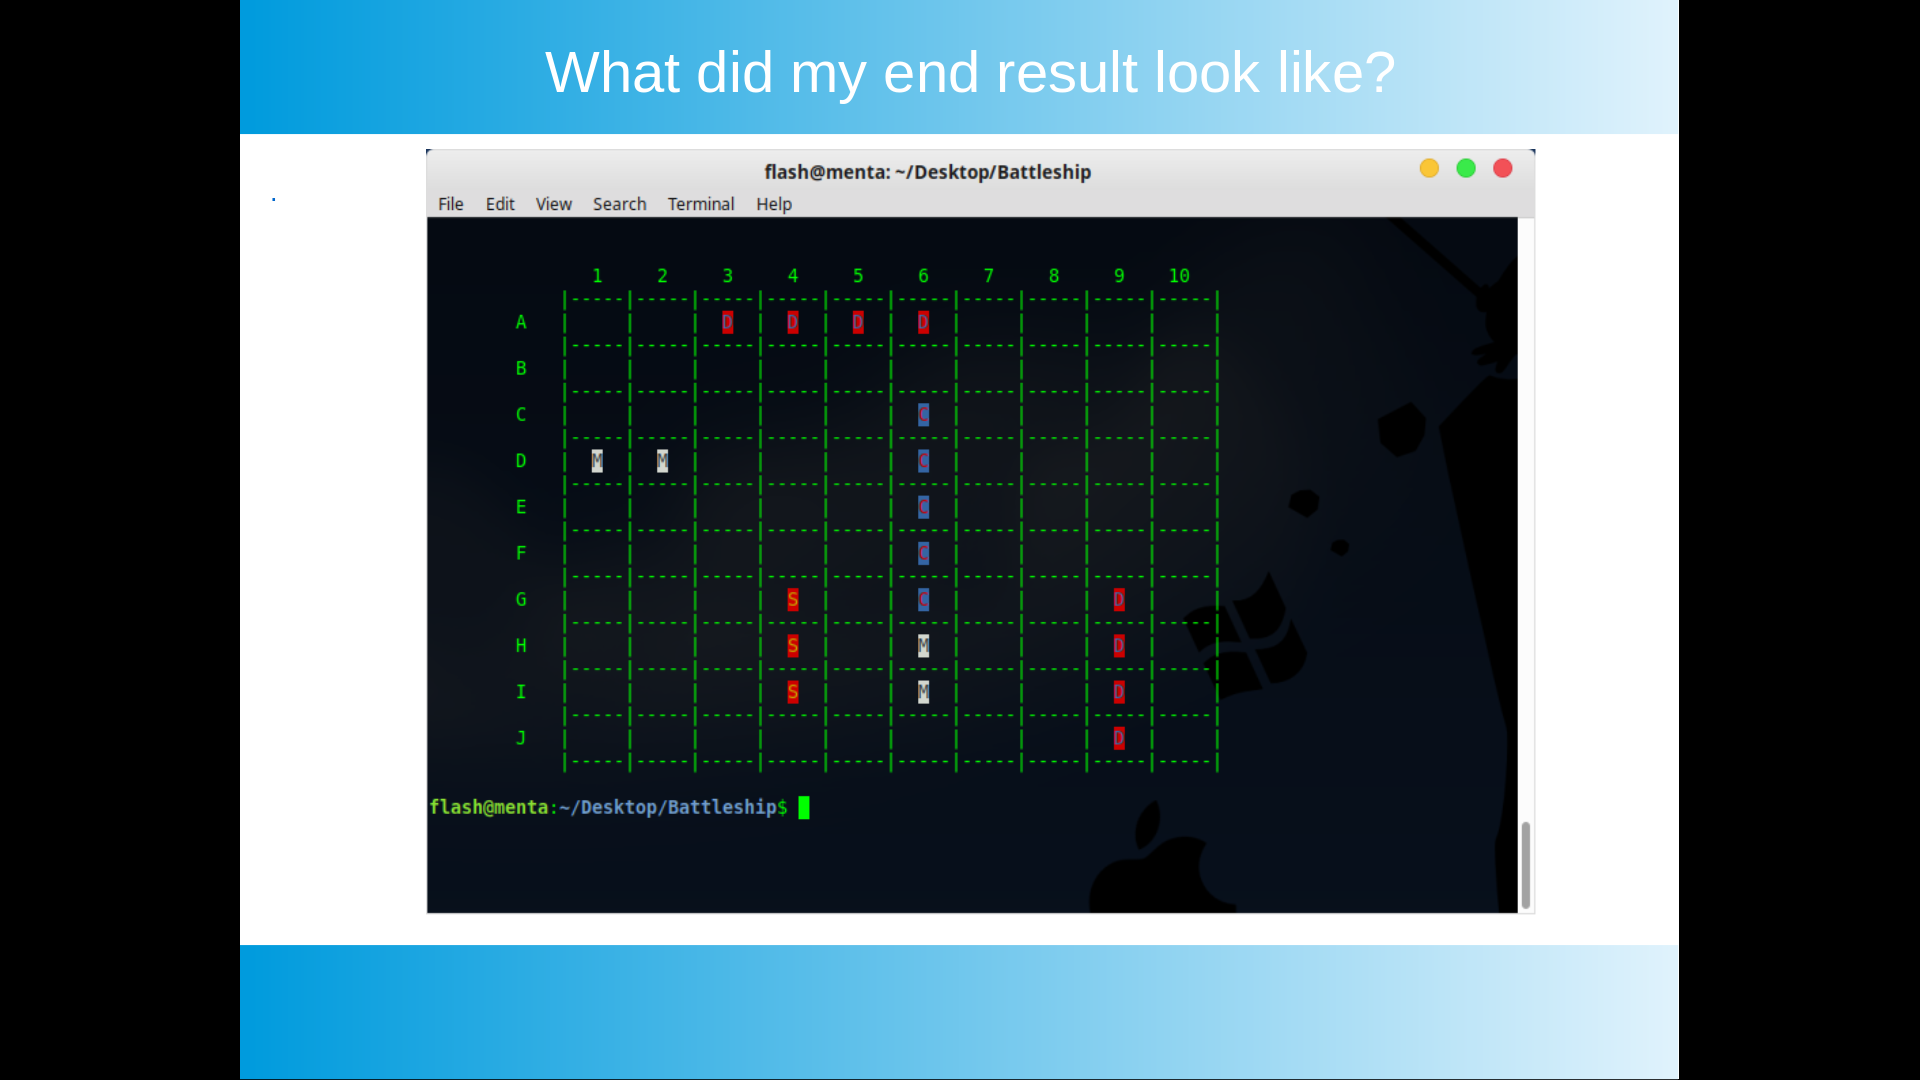 What did my end result look like?
.
flash@menta: ~/Desktop/Battleship
File Edit View Search Terminal Help
1 2 3 4 5 6 7 8 9 10
|-----|-----|-----|-----|-----|-----|-----|-----|-----|-----|
A | | | D | D | D | D | | | | |
|-----|-----|-----|-----|-----|-----|-----|-----|-----|-----|
B | | | | | | | | | | |
|-----|-----|-----|-----|-----|-----|-----|-----|-----|-----|
C | | | | | | C | | | | |
|-----|-----|-----|-----|-----|-----|-----|-----|-----|-----|
D | M | M | | | | C | | | | |
|-----|-----|-----|-----|-----|-----|-----|-----|-----|-----|
E | | | | | | C | | | | |
|-----|-----|-----|-----|-----|-----|-----|-----|-----|-----|
F | | | | | | C | | | | |
|-----|-----|-----|-----|-----|-----|-----|-----|-----|-----|
G | | | | S | | C | | | D | |
|-----|-----|-----|-----|-----|-----|-----|-----|-----|-----|
H | | | | S | | M | | | D | |
|-----|-----|-----|-----|-----|-----|-----|-----|-----|-----|
I | | | | S | | M | | | D | |
|-----|-----|-----|-----|-----|-----|-----|-----|-----|-----|
J | | | | | | | | | D | |
|-----|-----|-----|-----|-----|-----|-----|-----|-----|-----|
flash@menta:~/Desktop/Battleship$